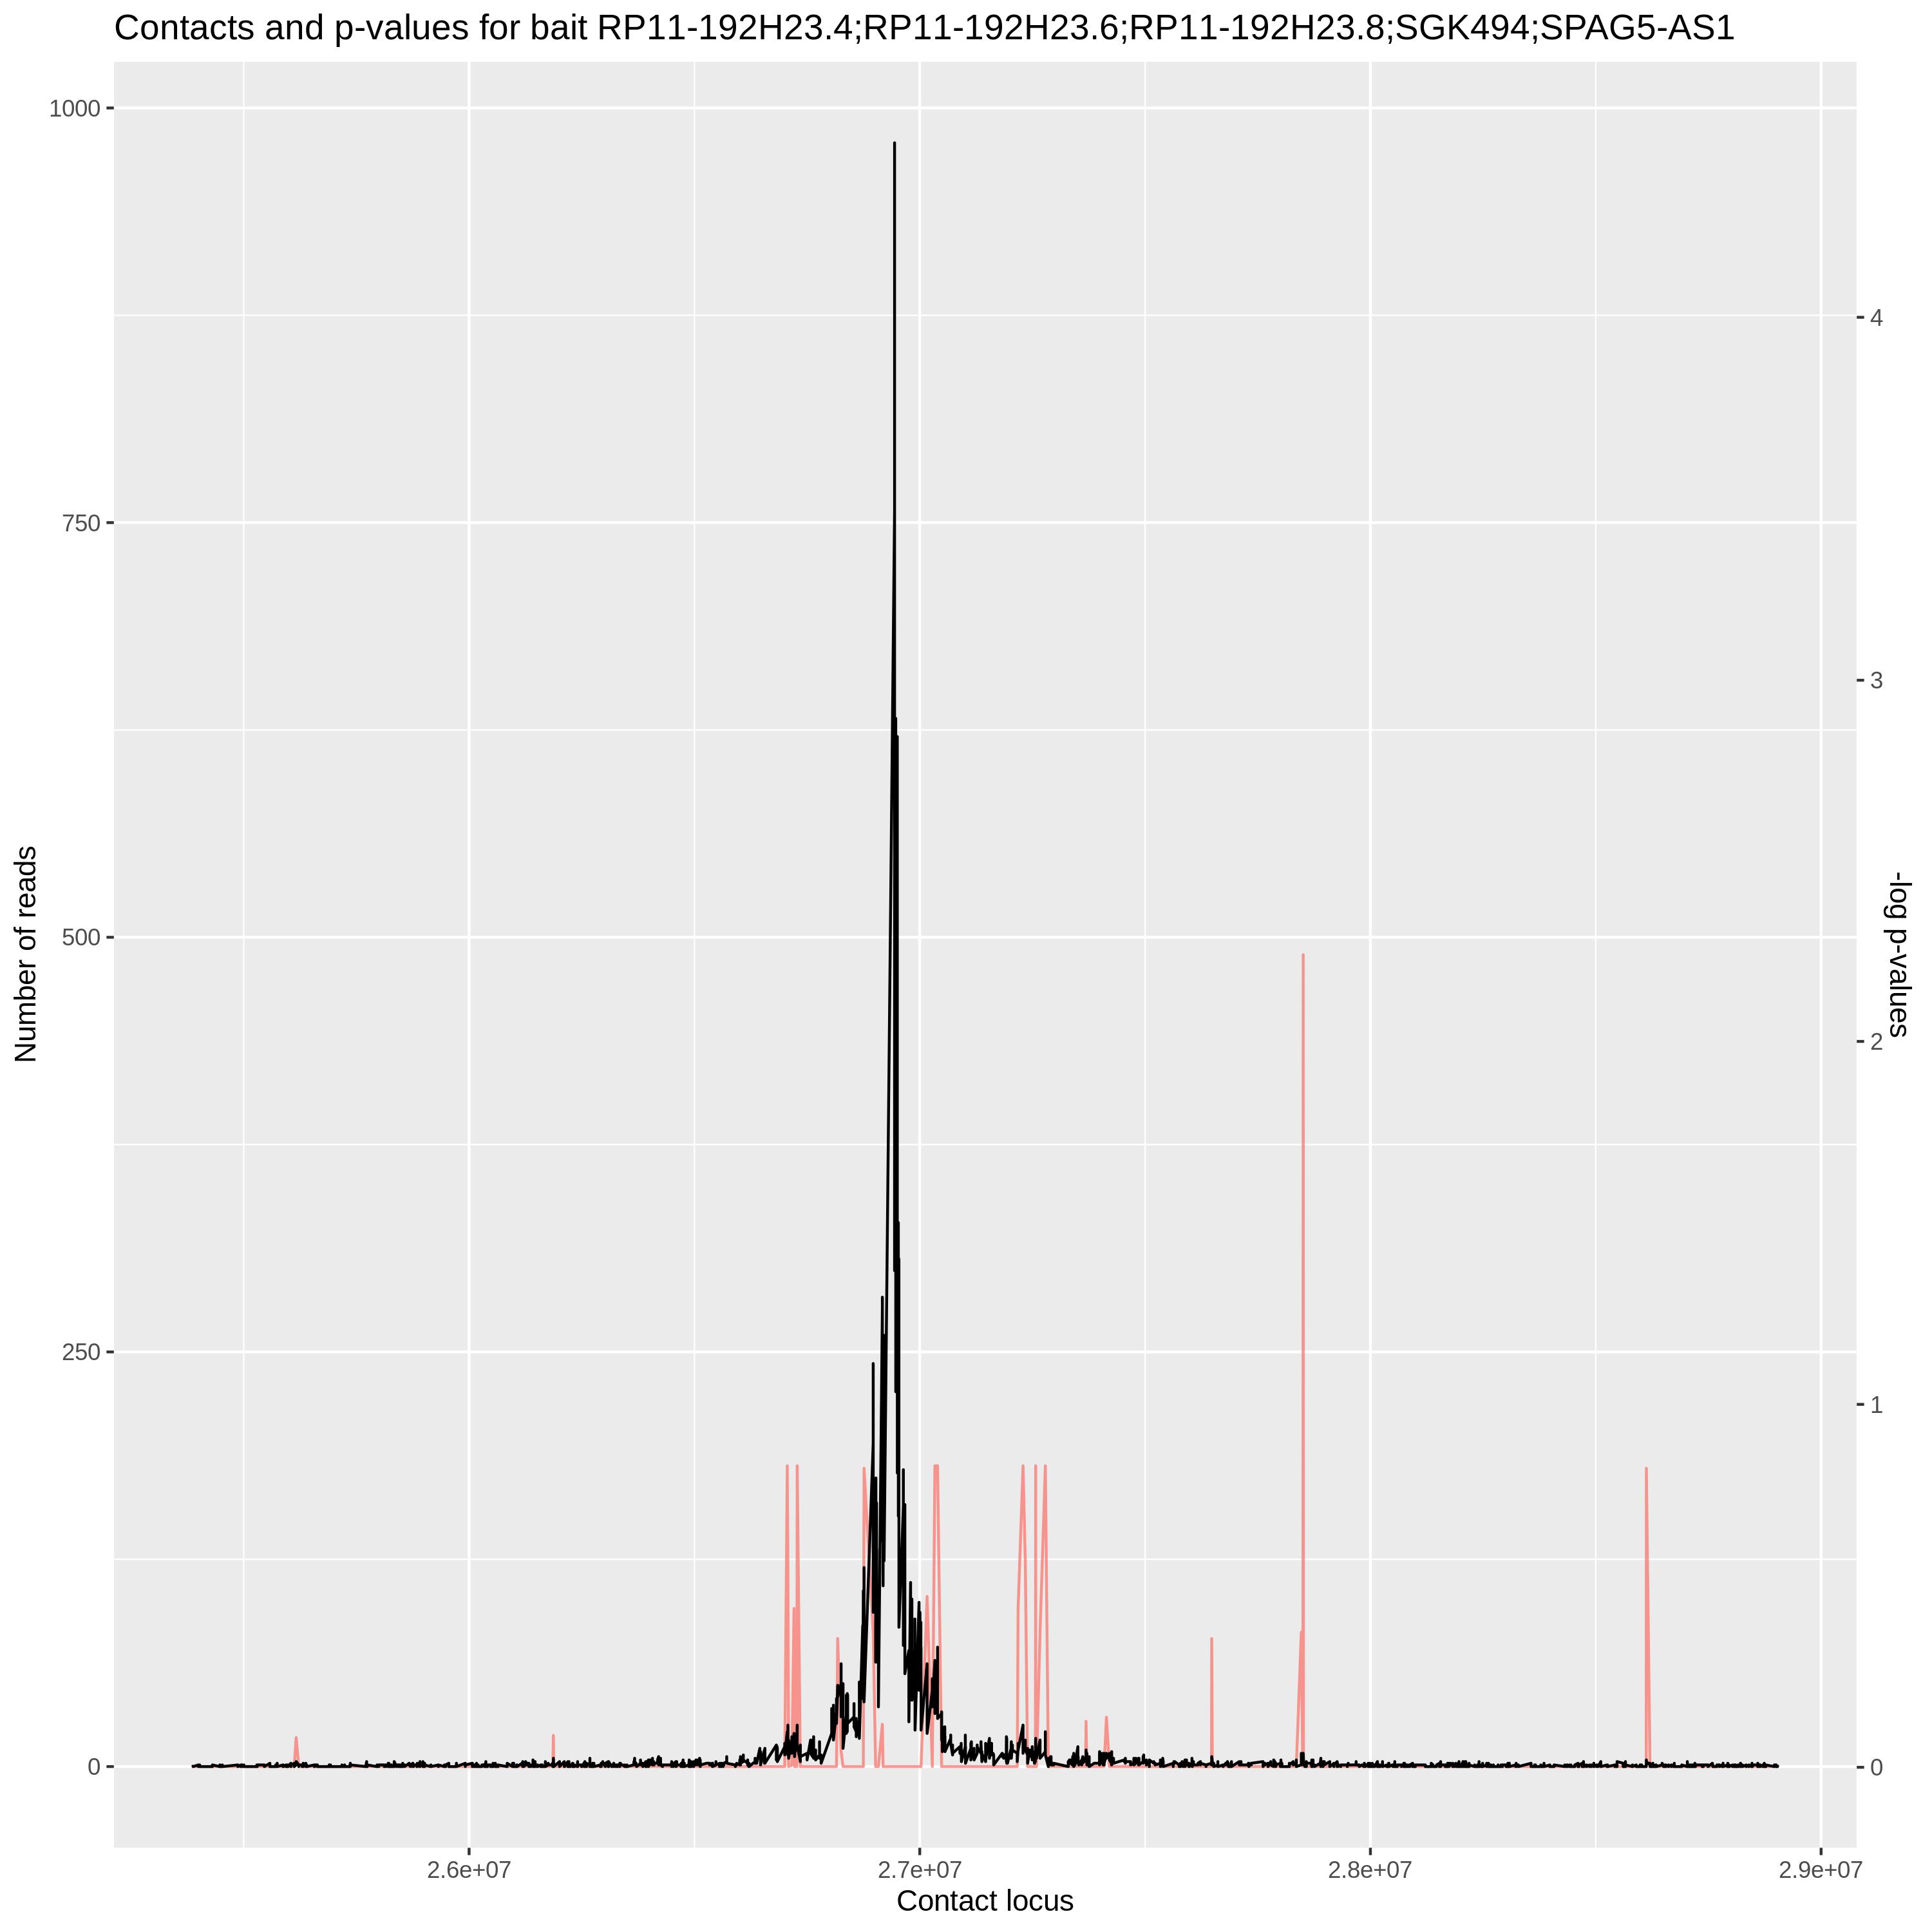 Contacts and p-values for bait RP11-192H23.4;RP11-192H23.6;RP11-192H23.8;SGK494;SPAG5-AS1
1000
750
500
250
0
Number of reads
4
3
2
1
0
-log p-values
2.6e+07
2.7e+07
2.8e+07
2.9e+07
Contact locus